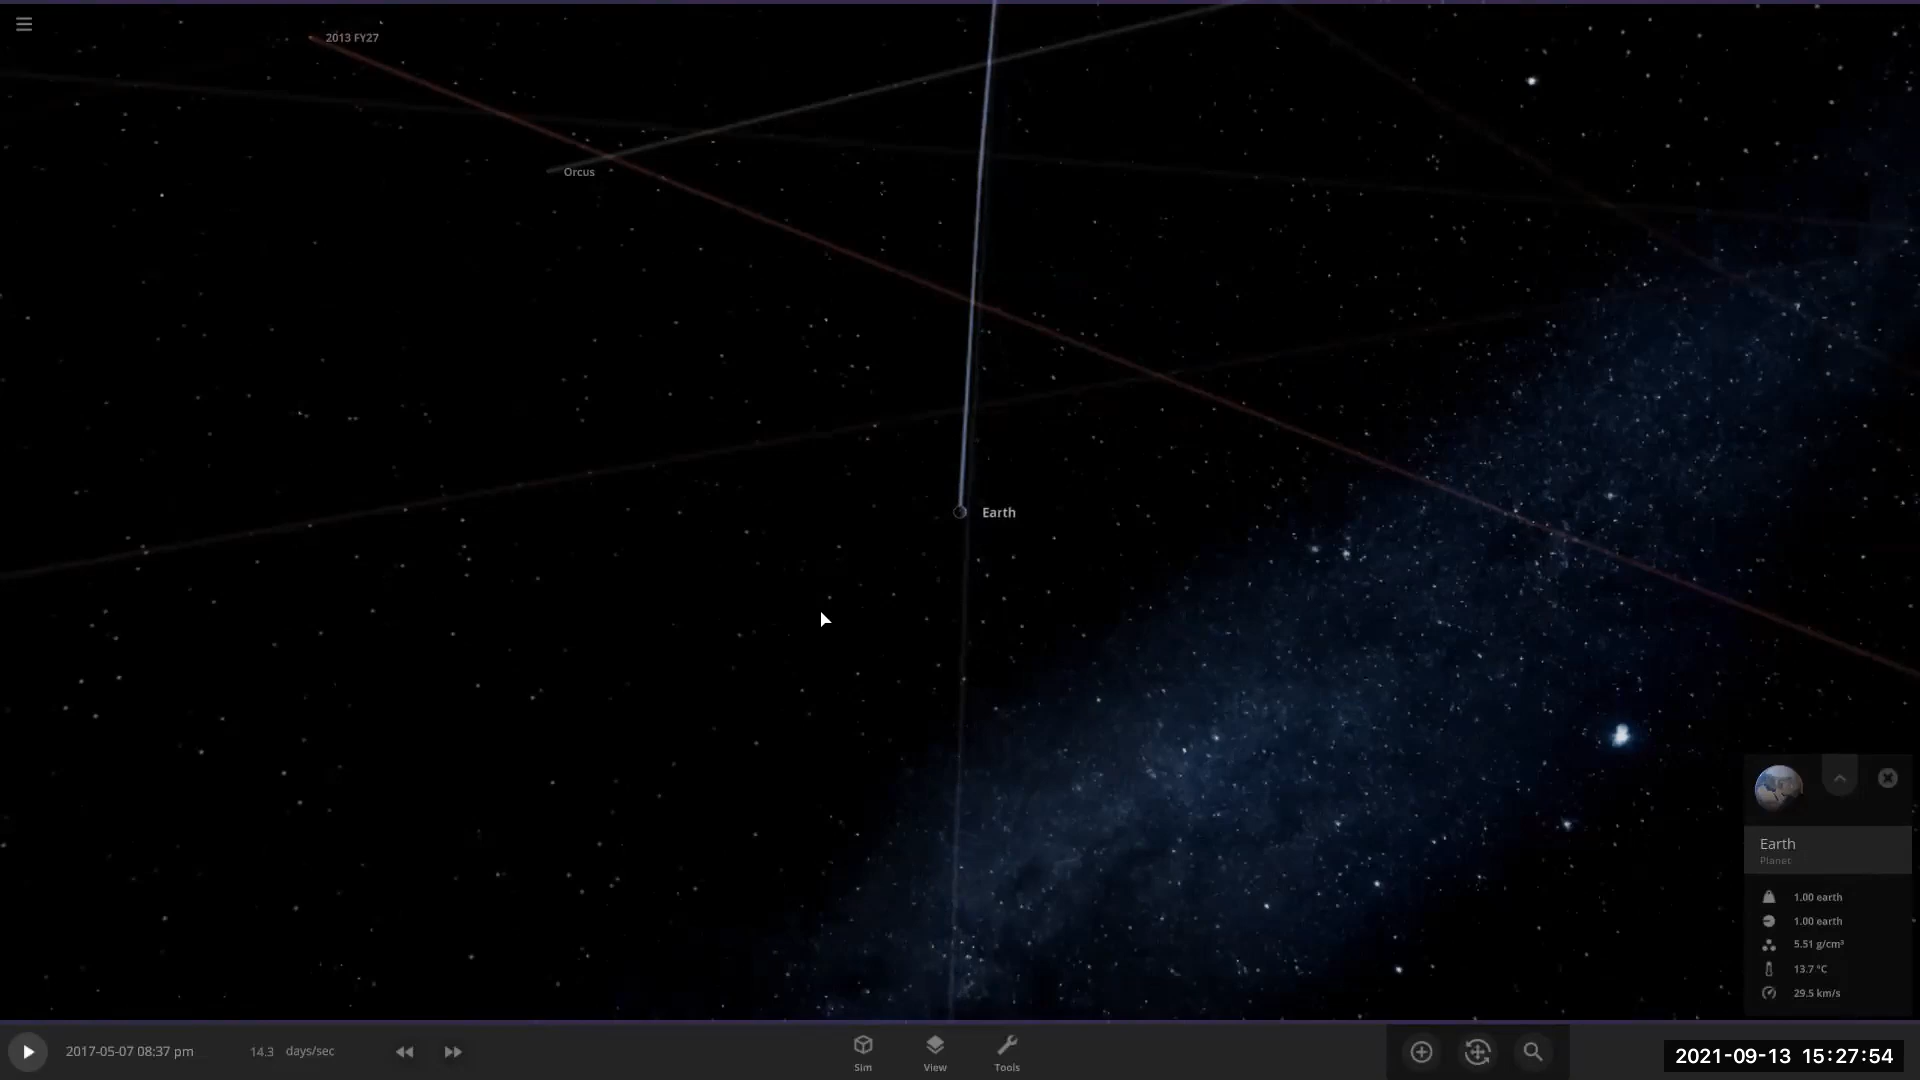 2013 FY27
Orcus
Earth
Earth
Planet
1.00 earth
1.00 earth
5.51 g/cm³
13.7 °C
29.5 km/s
2017-05-07 08:37 pm
14.3 days/sec
Sim
View
Tools
2021-09-13 15:27:54